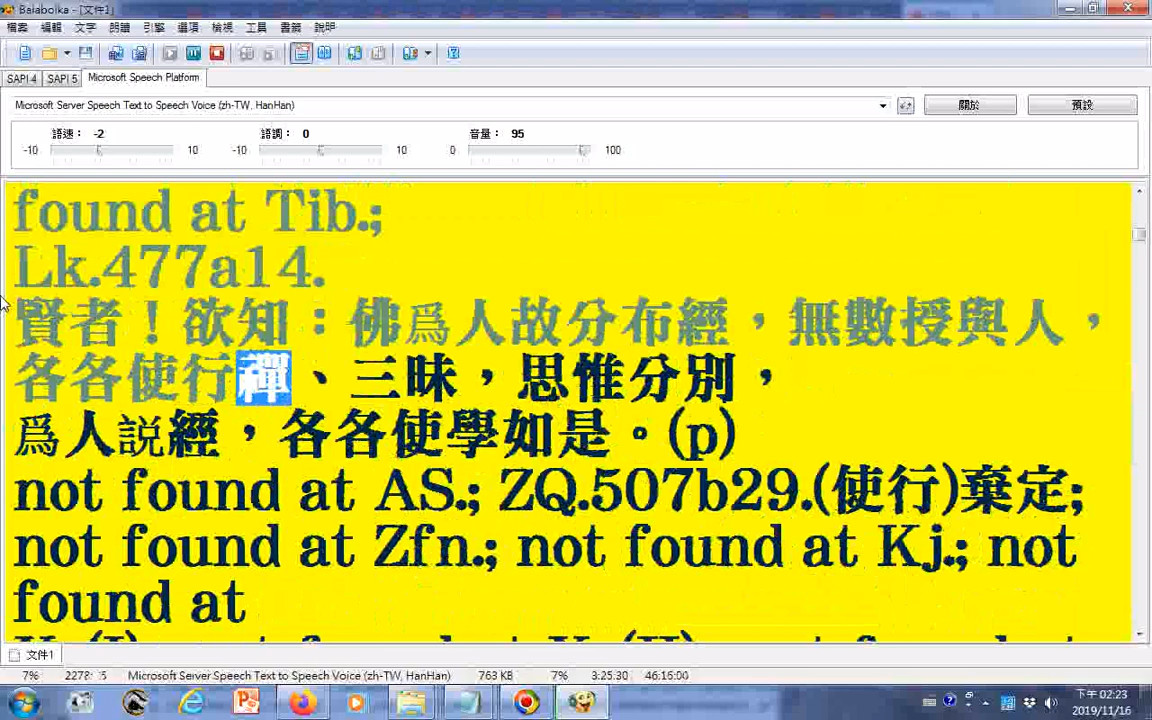 Balabolka - [文件1]
檔案 編輯 文字 朗讀 引擎 選項 檢視 工具 書籤 說明
SAPI 4 SAPI 5 Microsoft Speech Platform
Microsoft Server Speech Text to Speech Voice (zh-TW, HanHan) 關於 預設
語速： -2 語調： 0 音量： 95
-10 10 -10 10 0 100
found at Tib.;
Lk.477a14.
賢者！欲知：佛爲人故分布經，無數授與人，
各各使行禪、三昧，思惟分別，
爲人説經，各各使學如是。(p)
not found at AS.; ZQ.507b29.(使行)棄定;
not found at Zfn.; not found at Kj.; not
found at
文件1
7% Microsoft Server Speech Text to Speech Voice (zh-TW, HanHan) 763 KB 7% 3:25:30 46:16:00
下午 02:23
2019/11/16